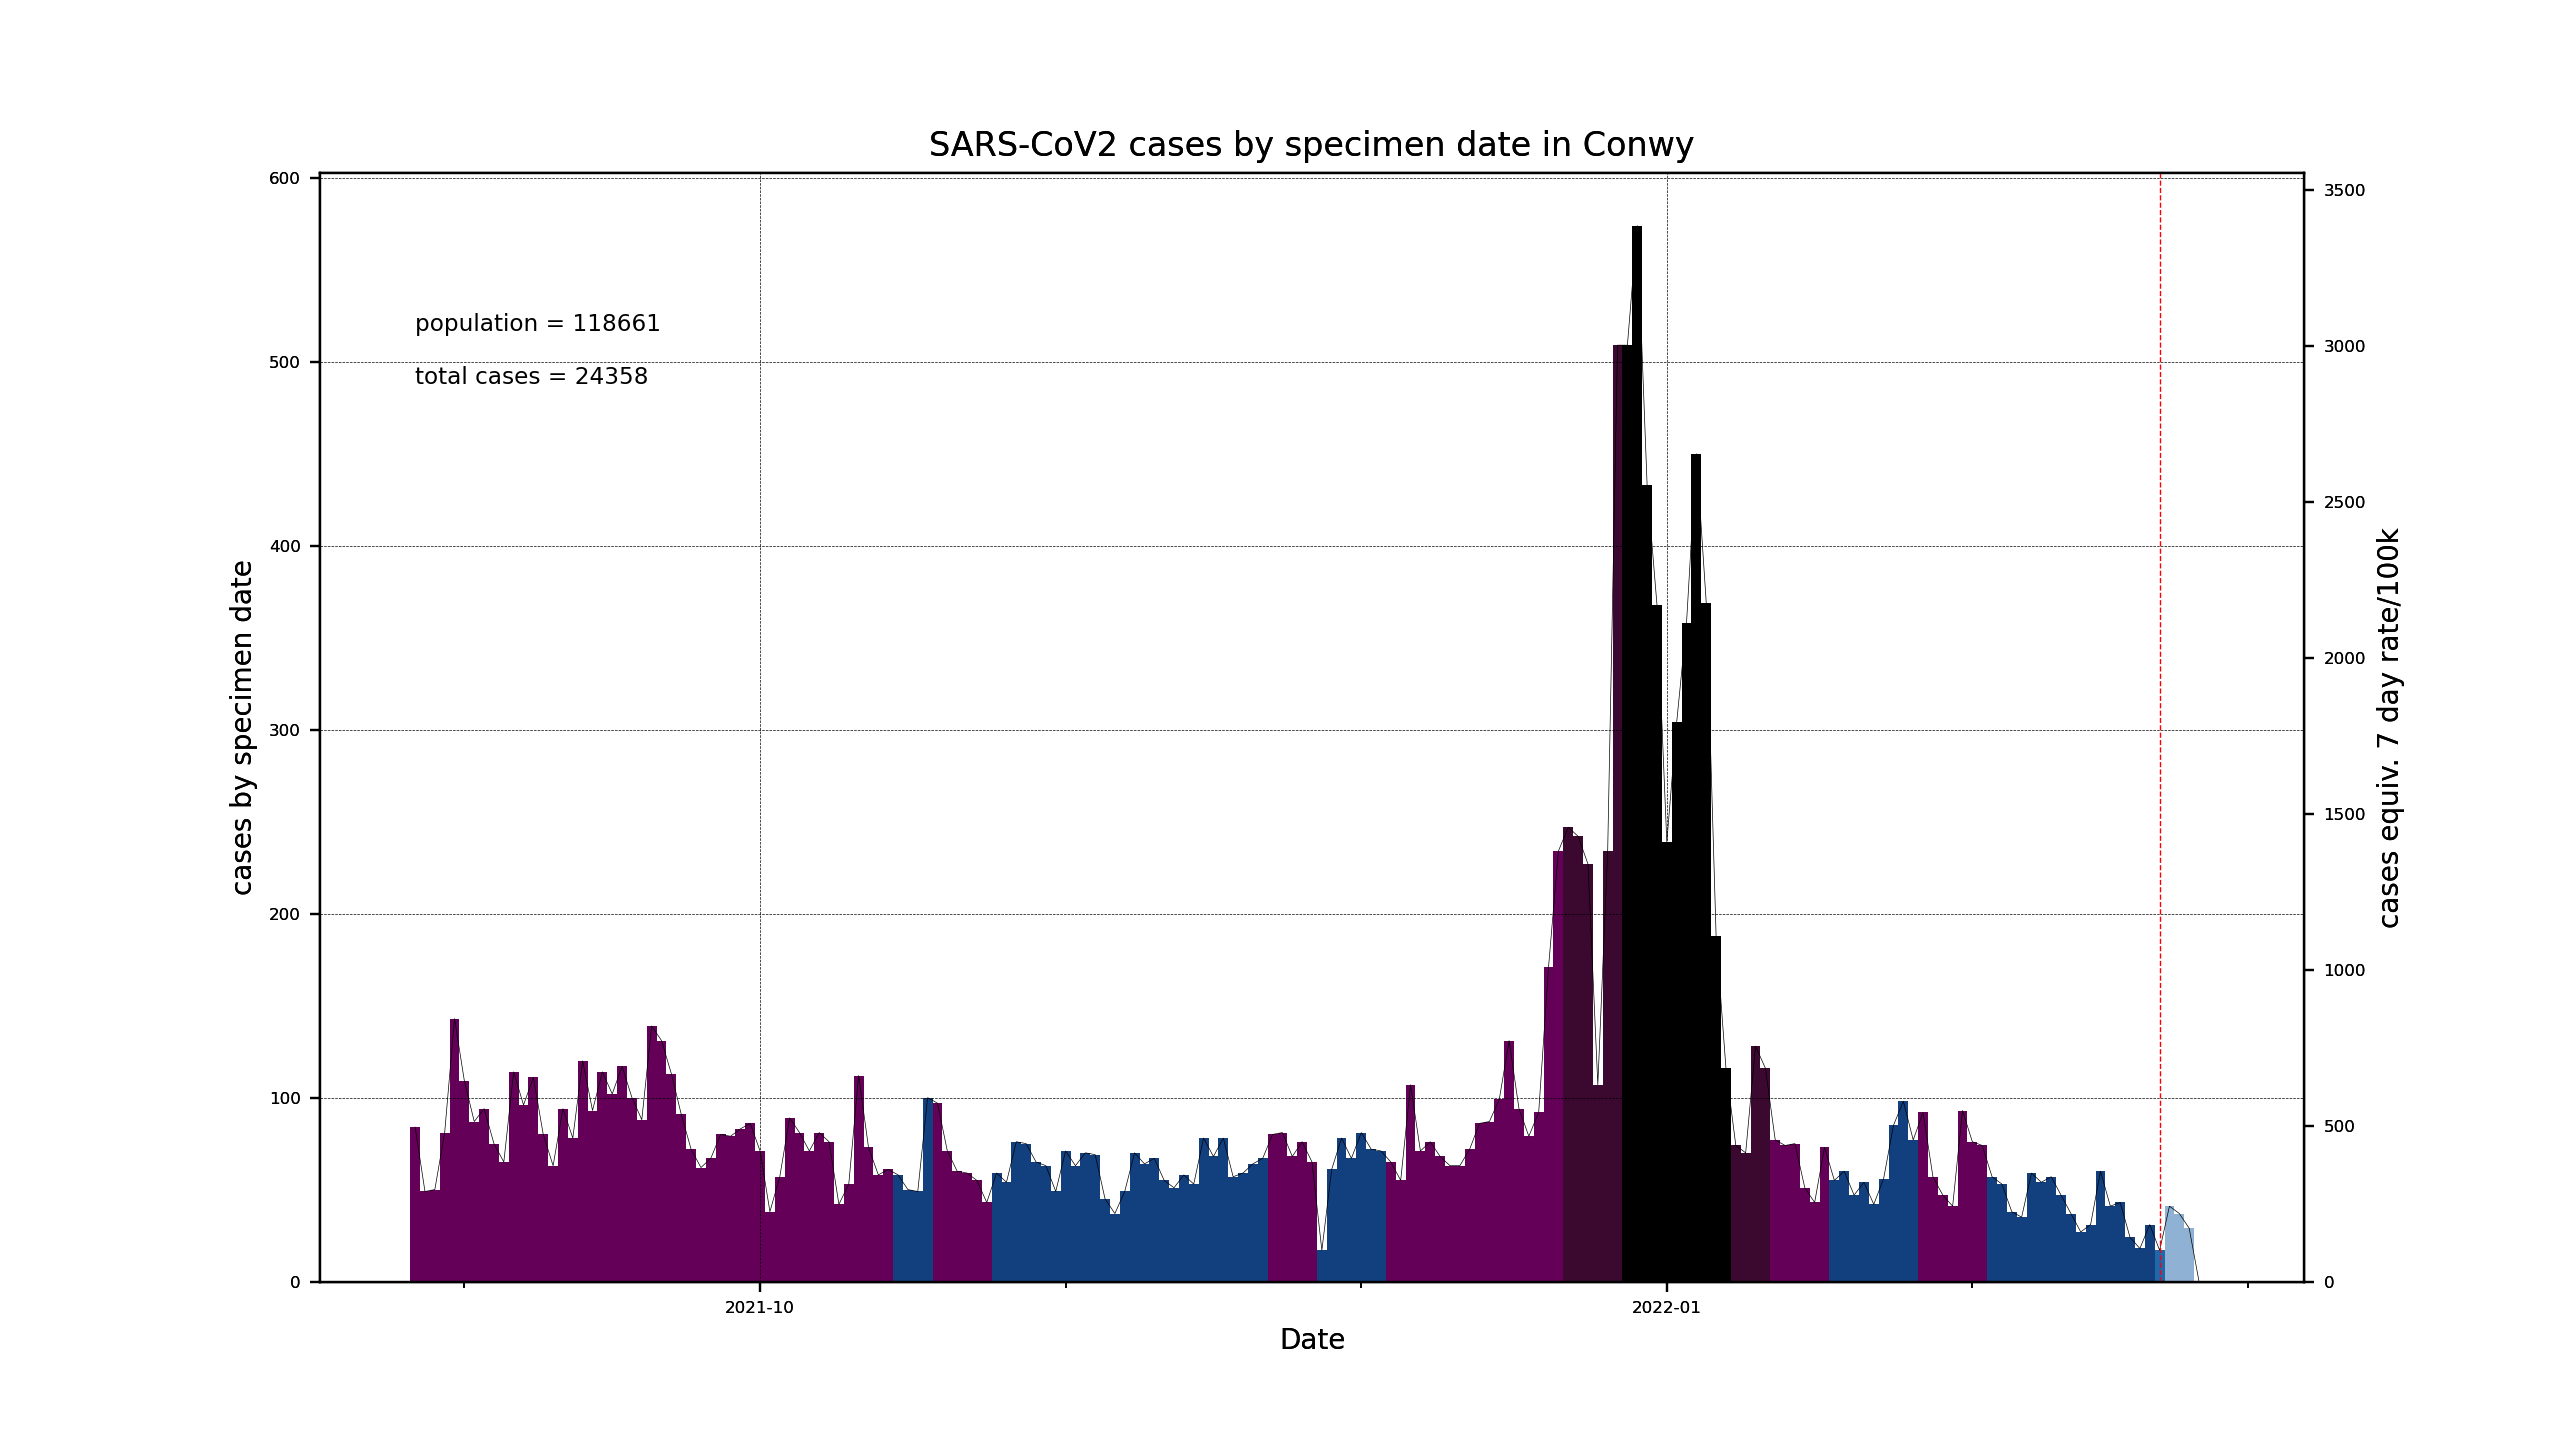 SARS-CoV2 cases by specimen date in Conwy
population = 118661
total cases = 24358
cases by specimen date
600
500
400
300
200
100
0
3500
3000
2500
2000
1500
1000
500
0
cases equiv. 7 day rate/100k
2021-10
2022-01
Date